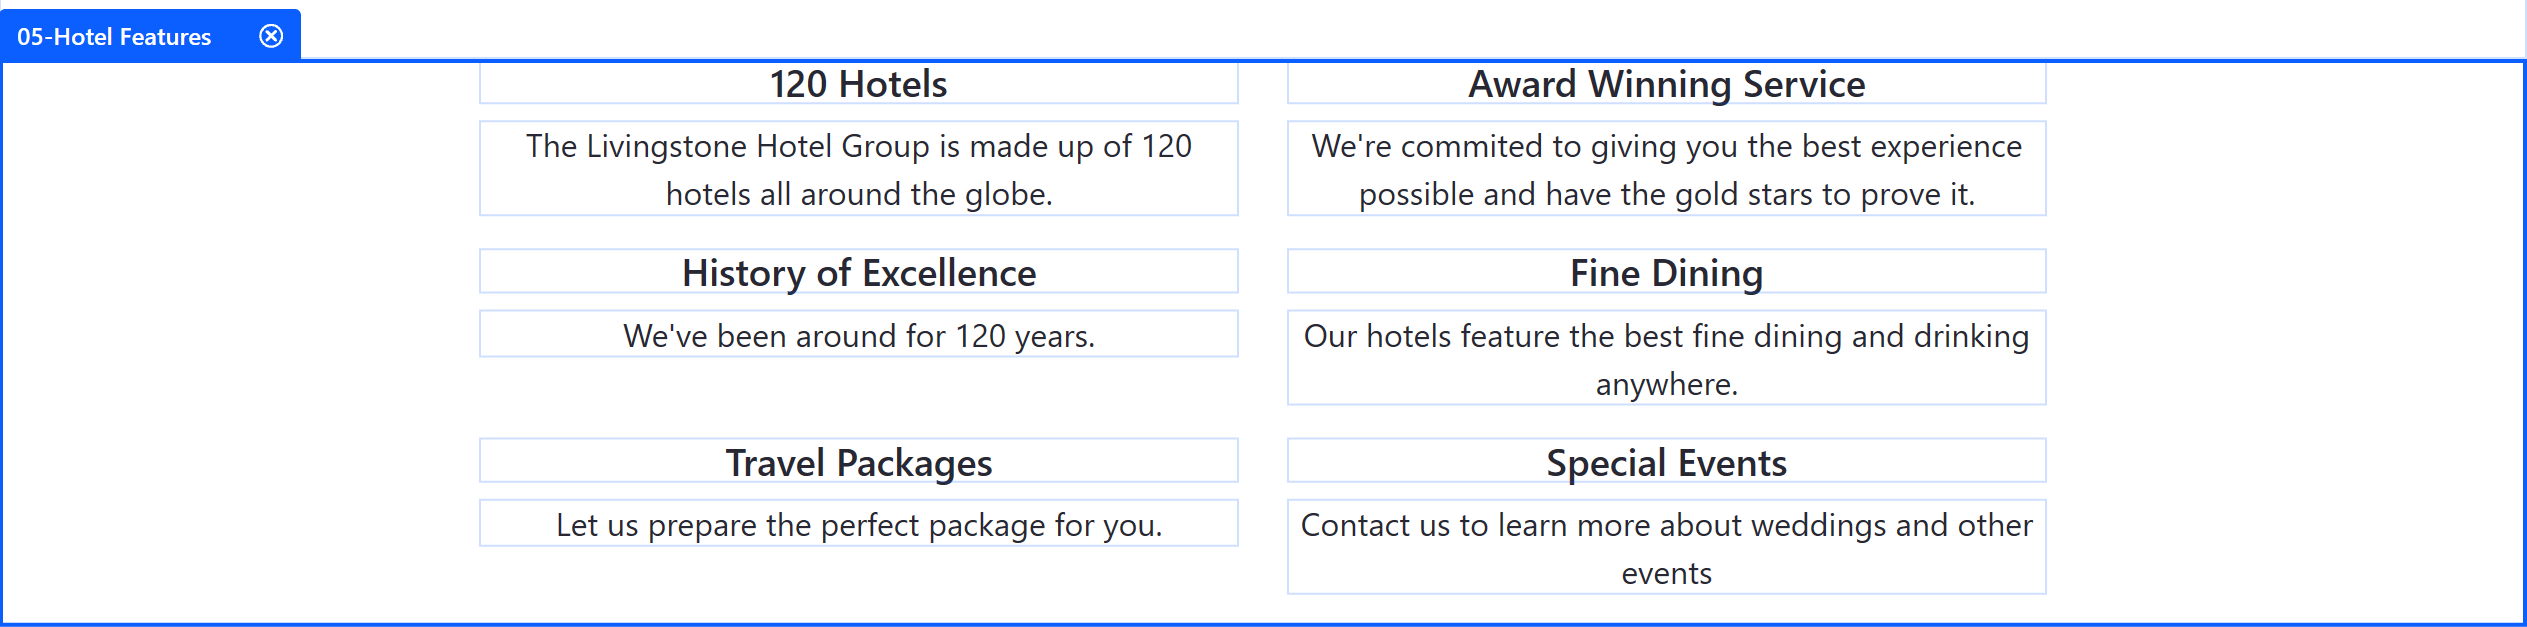 05-Hotel Features
120 Hotels
The Livingstone Hotel Group is made up of 120
hotels all around the globe.
Award Winning Service
We're commited to giving you the best experience
possible and have the gold stars to prove it.
History of Excellence
We've been around for 120 years.
Fine Dining
Our hotels feature the best fine dining and drinking
anywhere.
Travel Packages
Let us prepare the perfect package for you.
Special Events
Contact us to learn more about weddings and other
events